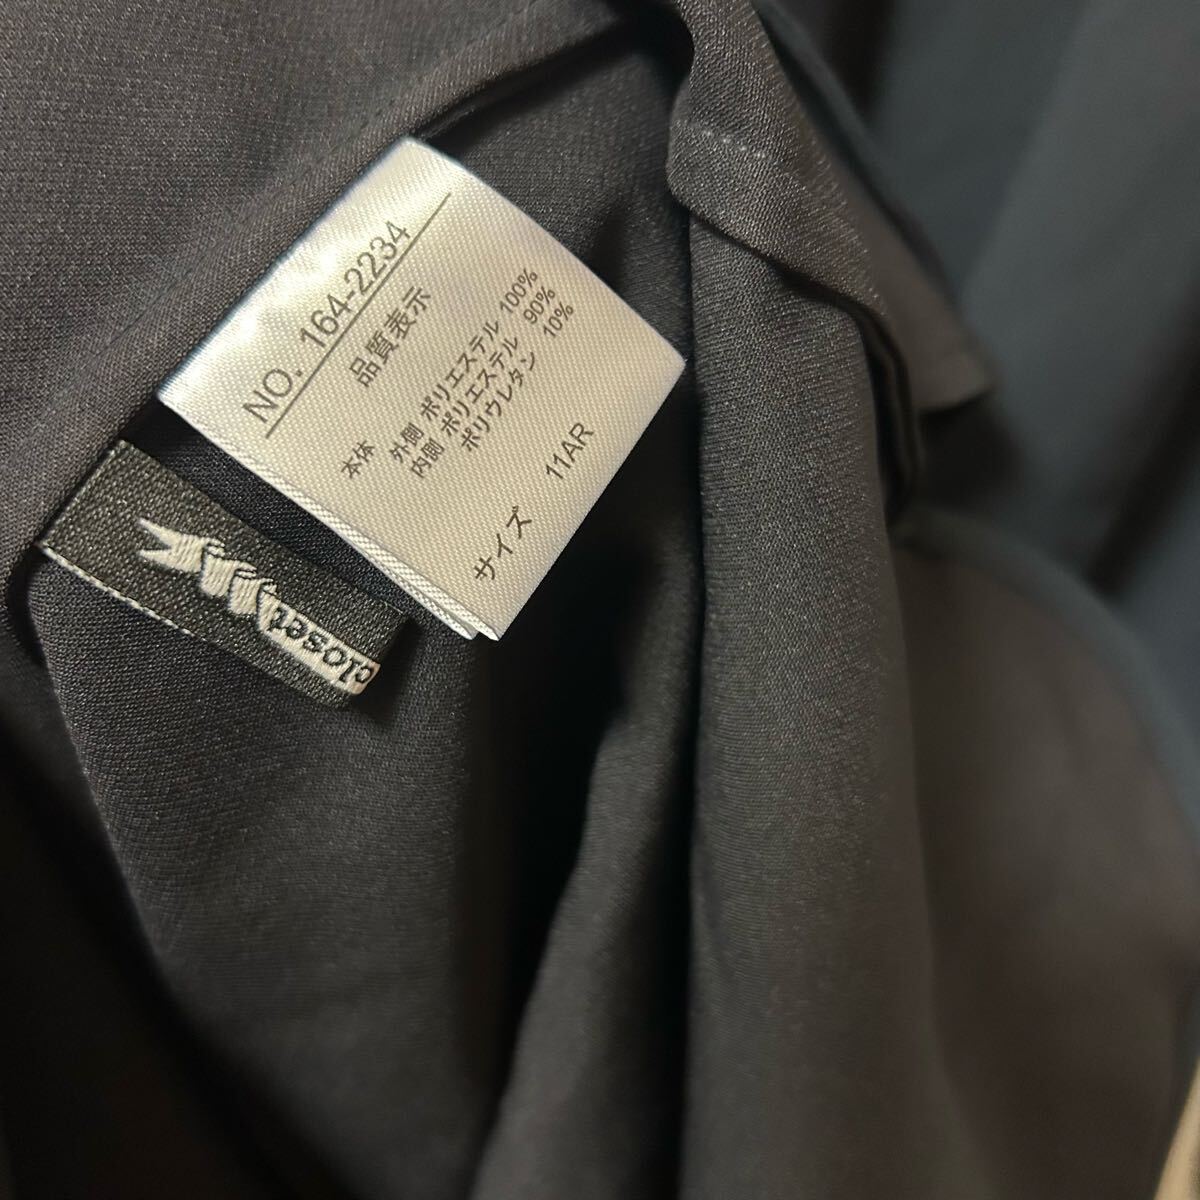 NO. 164-2234
品質表示
本体 外側 ポリエステル 100%
内側 ポリエステル 90%
ポリウレタン 10%
サイズ 11AR
closet